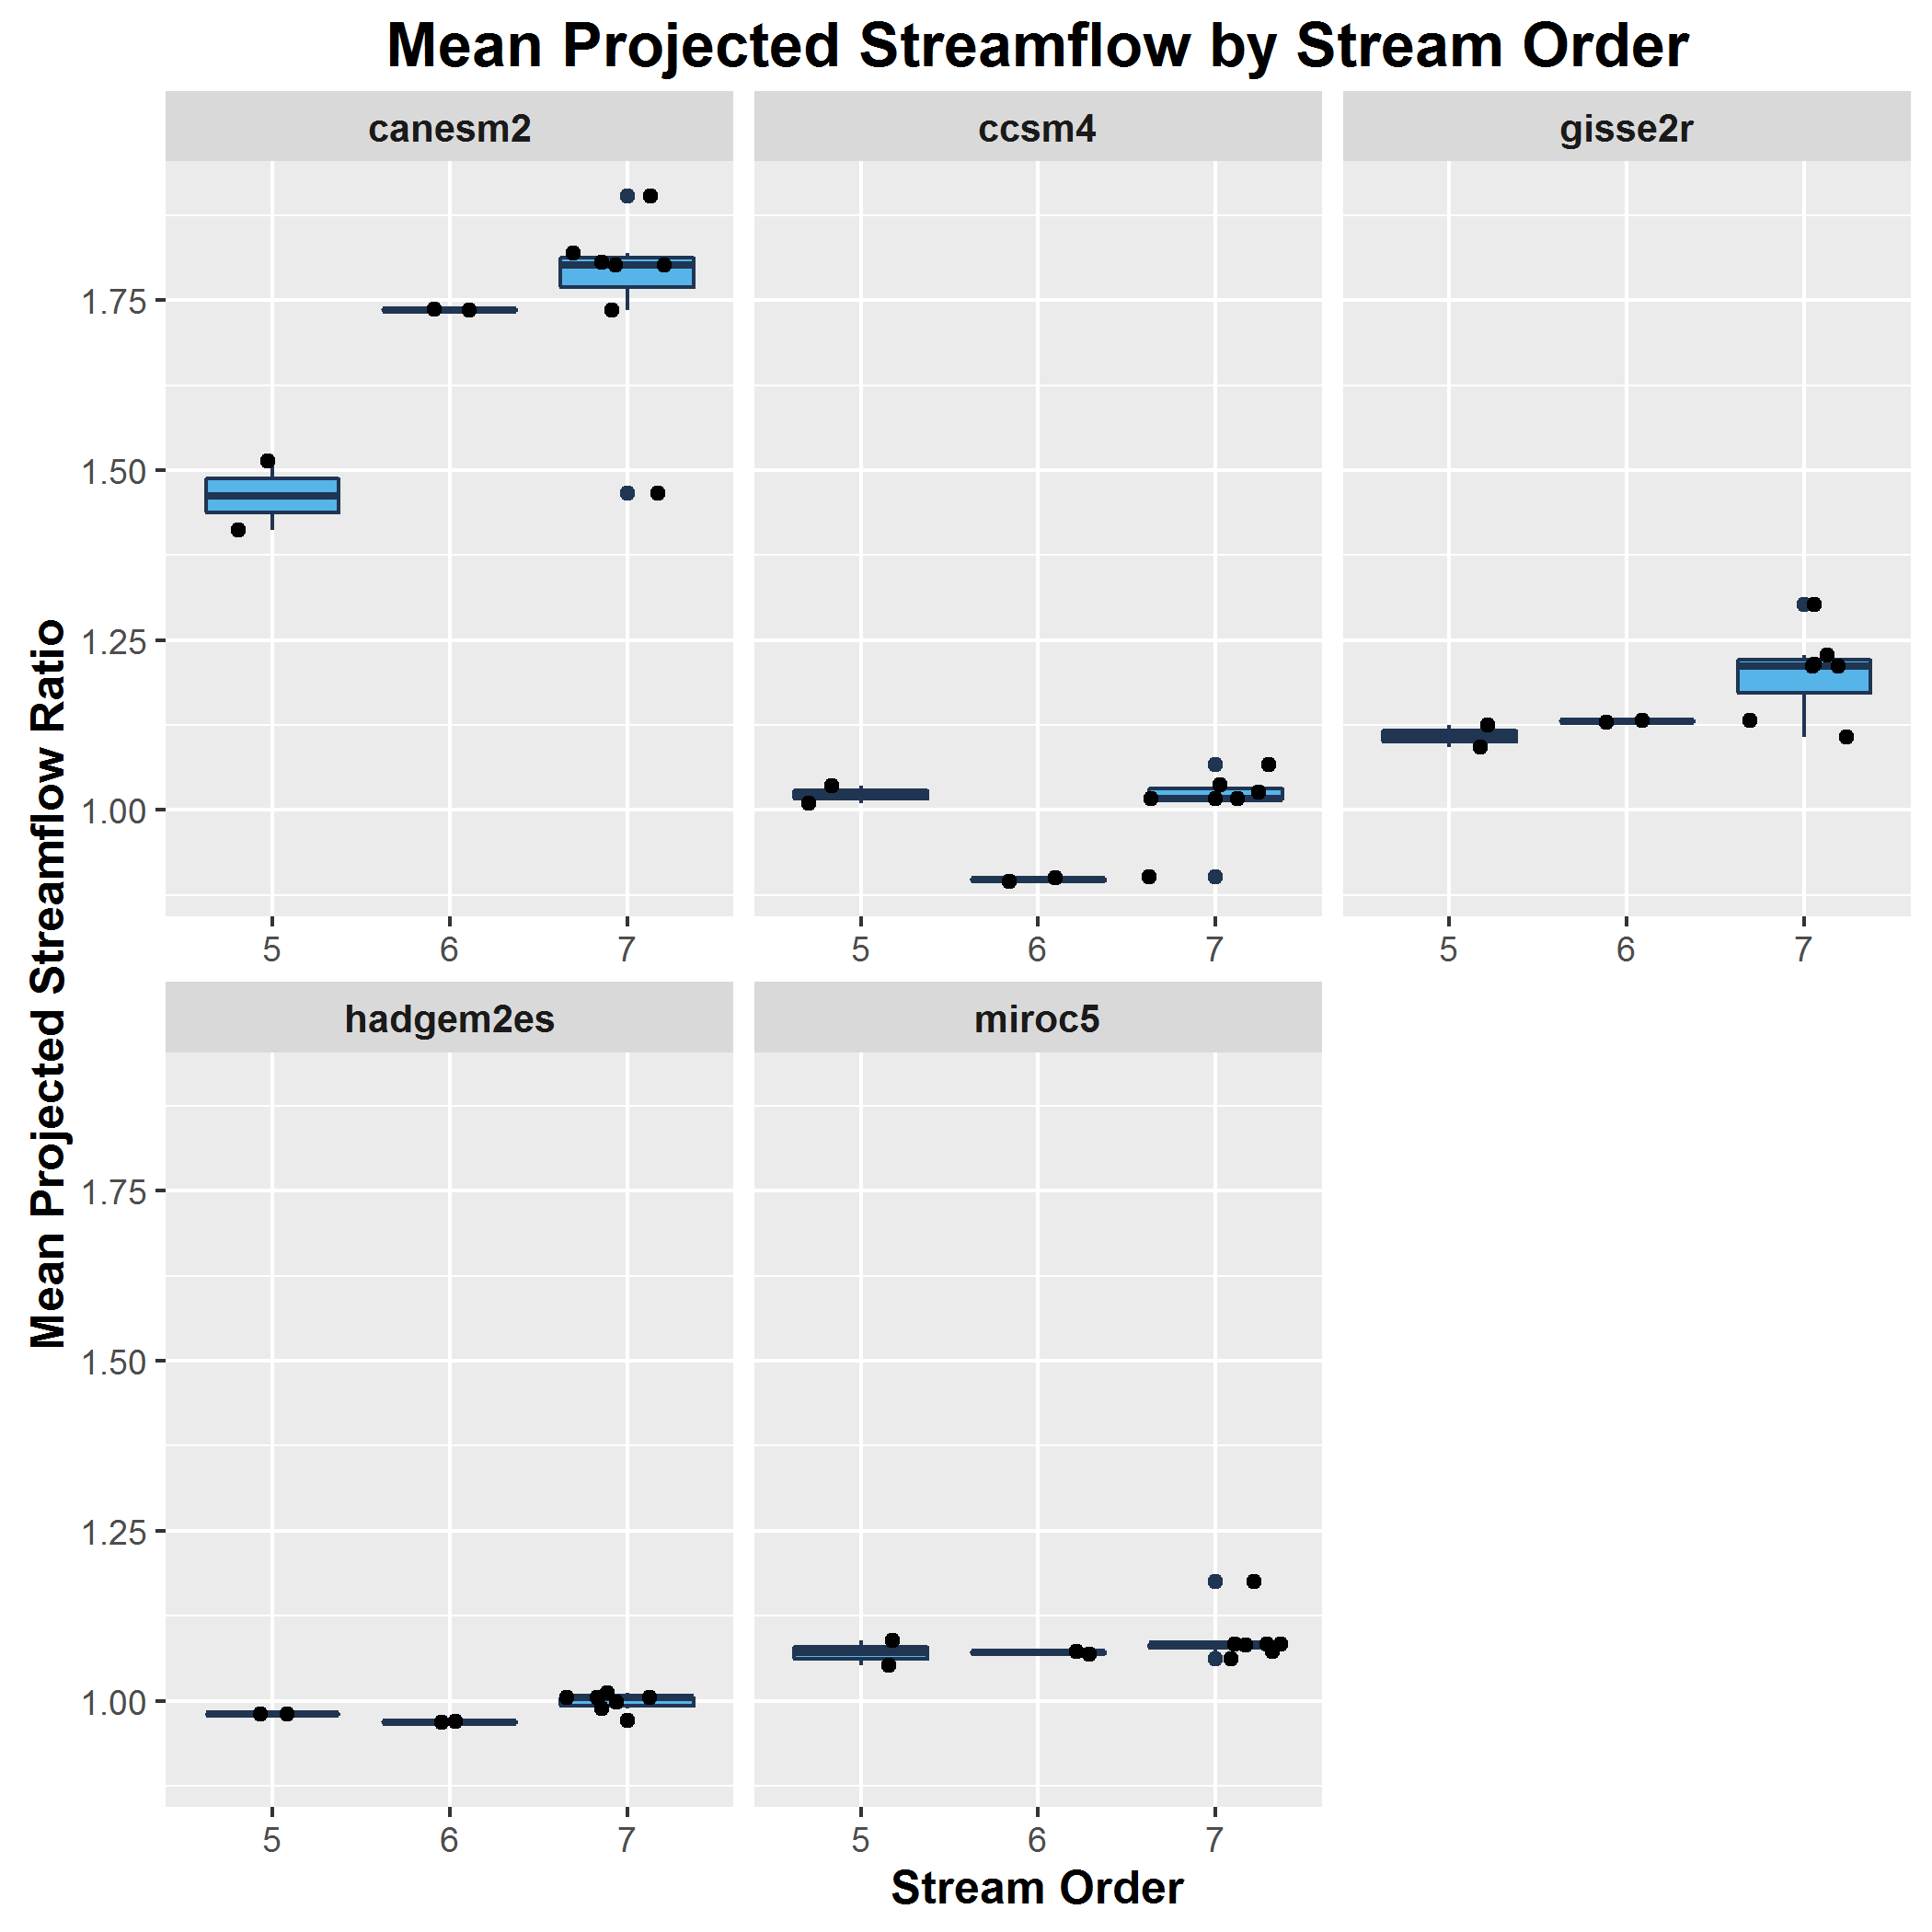 Mean Projected Streamflow by Stream Order
canesm2
ccsm4
gisse2r
1.75
1.50
1.25
1.00
5 6 7
5 6 7
5 6 7
Mean Projected Streamflow Ratio
hadgem2es
miroc5
1.75
1.50
1.25
1.00
5 6 7
5 6 7
Stream Order